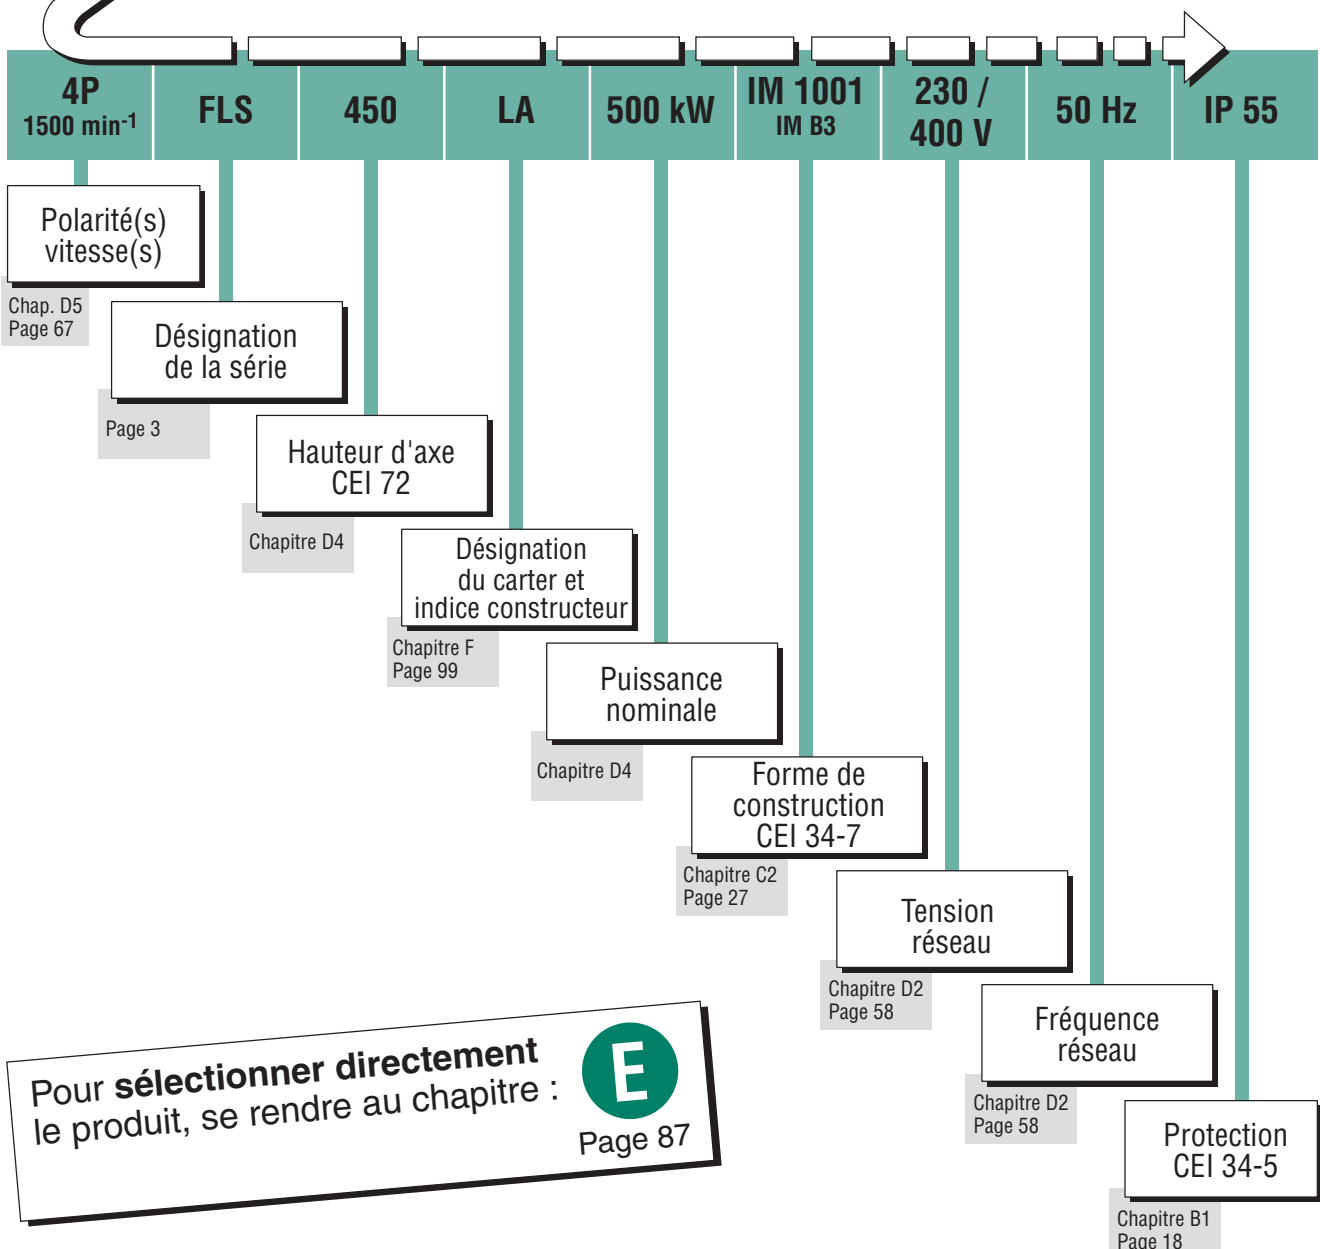 4P
1500 min-1
FLS
450
LA
500 kW
IM 1001
IM B3
230 /
400 V
50 Hz
IP 55
Polarité(s)
vitesse(s)
Chap. D5
Page 67
Désignation
de la série
Page 3
Hauteur d'axe
CEI 72
Chapitre D4
Désignation
du carter et
indice constructeur
Chapitre F
Page 99
Puissance
nominale
Chapitre D4
Forme de
construction
CEI 34-7
Chapitre C2
Page 27
Tension
réseau
Chapitre D2
Page 58
Fréquence
réseau
Chapitre D2
Page 58
Protection
CEI 34-5
Chapitre B1
Page 18
Pour sélectionner directement
le produit, se rendre au chapitre :
E
Page 87